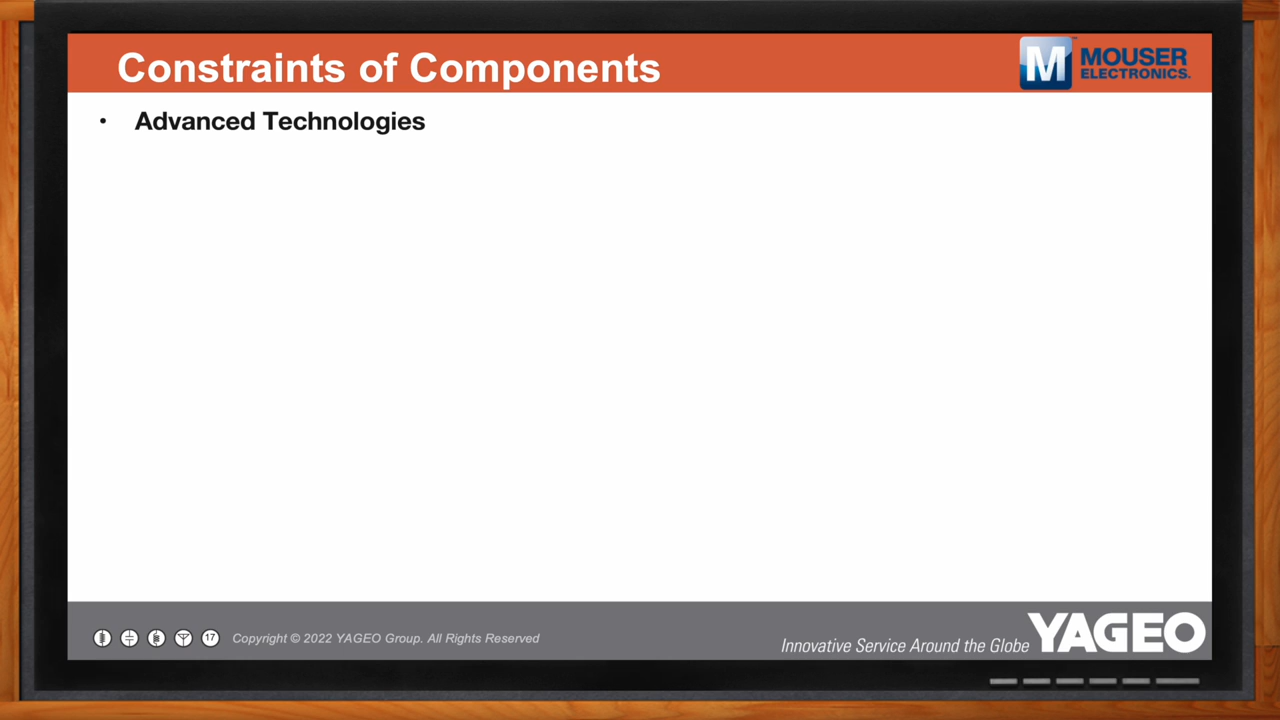 Constraints of Components
M MOUSER
ELECTRONICS.
• Advanced Technologies
17 Copyright © 2022 YAGEO Group. All Rights Reserved
Innovative Service Around the Globe YAGEO